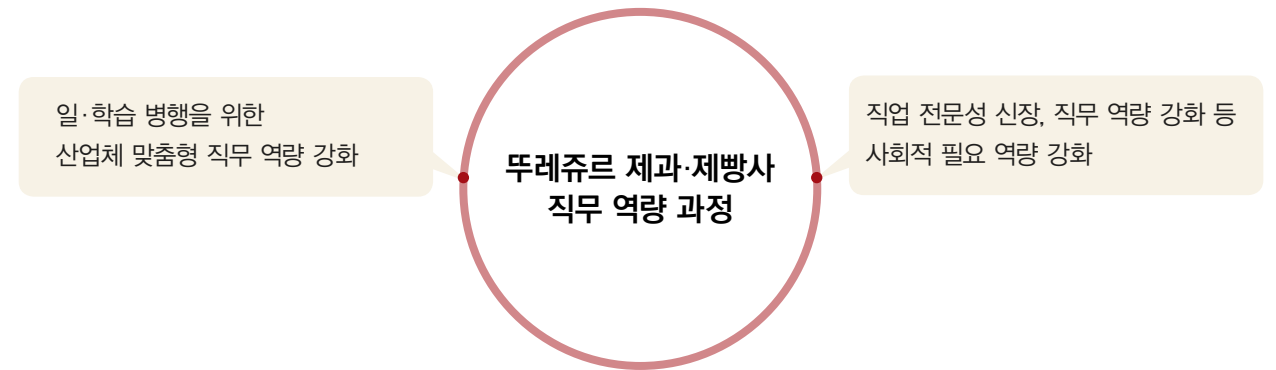 일·학습 병행을 위한
산업체 맞춤형 직무 역량 강화
뚜레쥬르 제과·제빵사
직무 역량 과정
직업 전문성 신장, 직무 역량 강화 등
사회적 필요 역량 강화